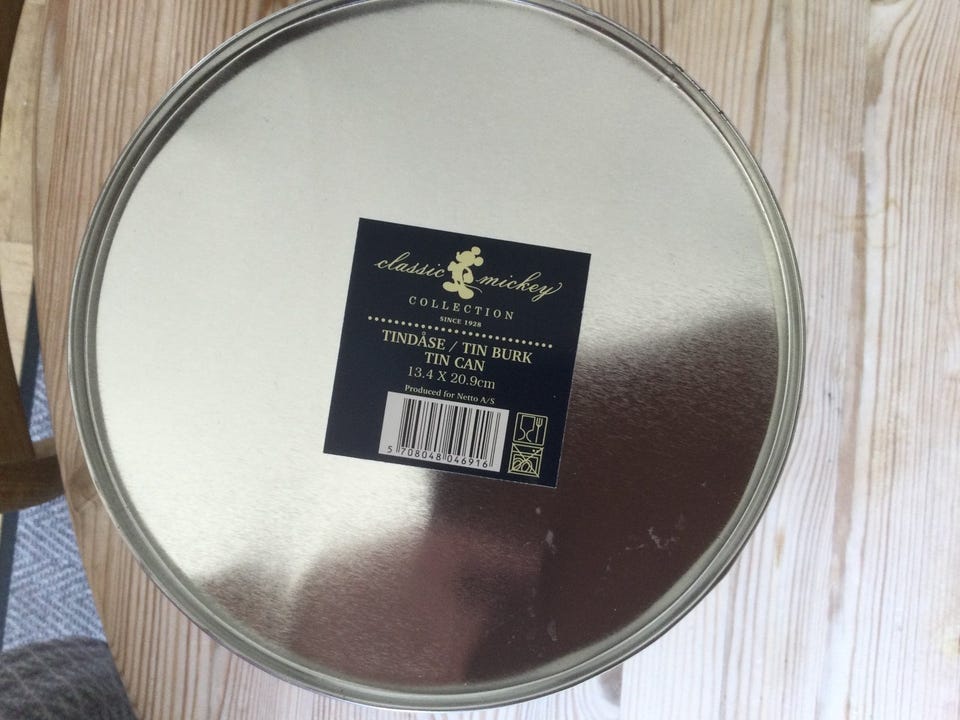 classic mickey
COLLECTION
SINCE 1928
TINDÅSE / TIN BURK
TIN CAN
13.4 X 20.9cm
Produced for Netto A/S
5 708048 046916